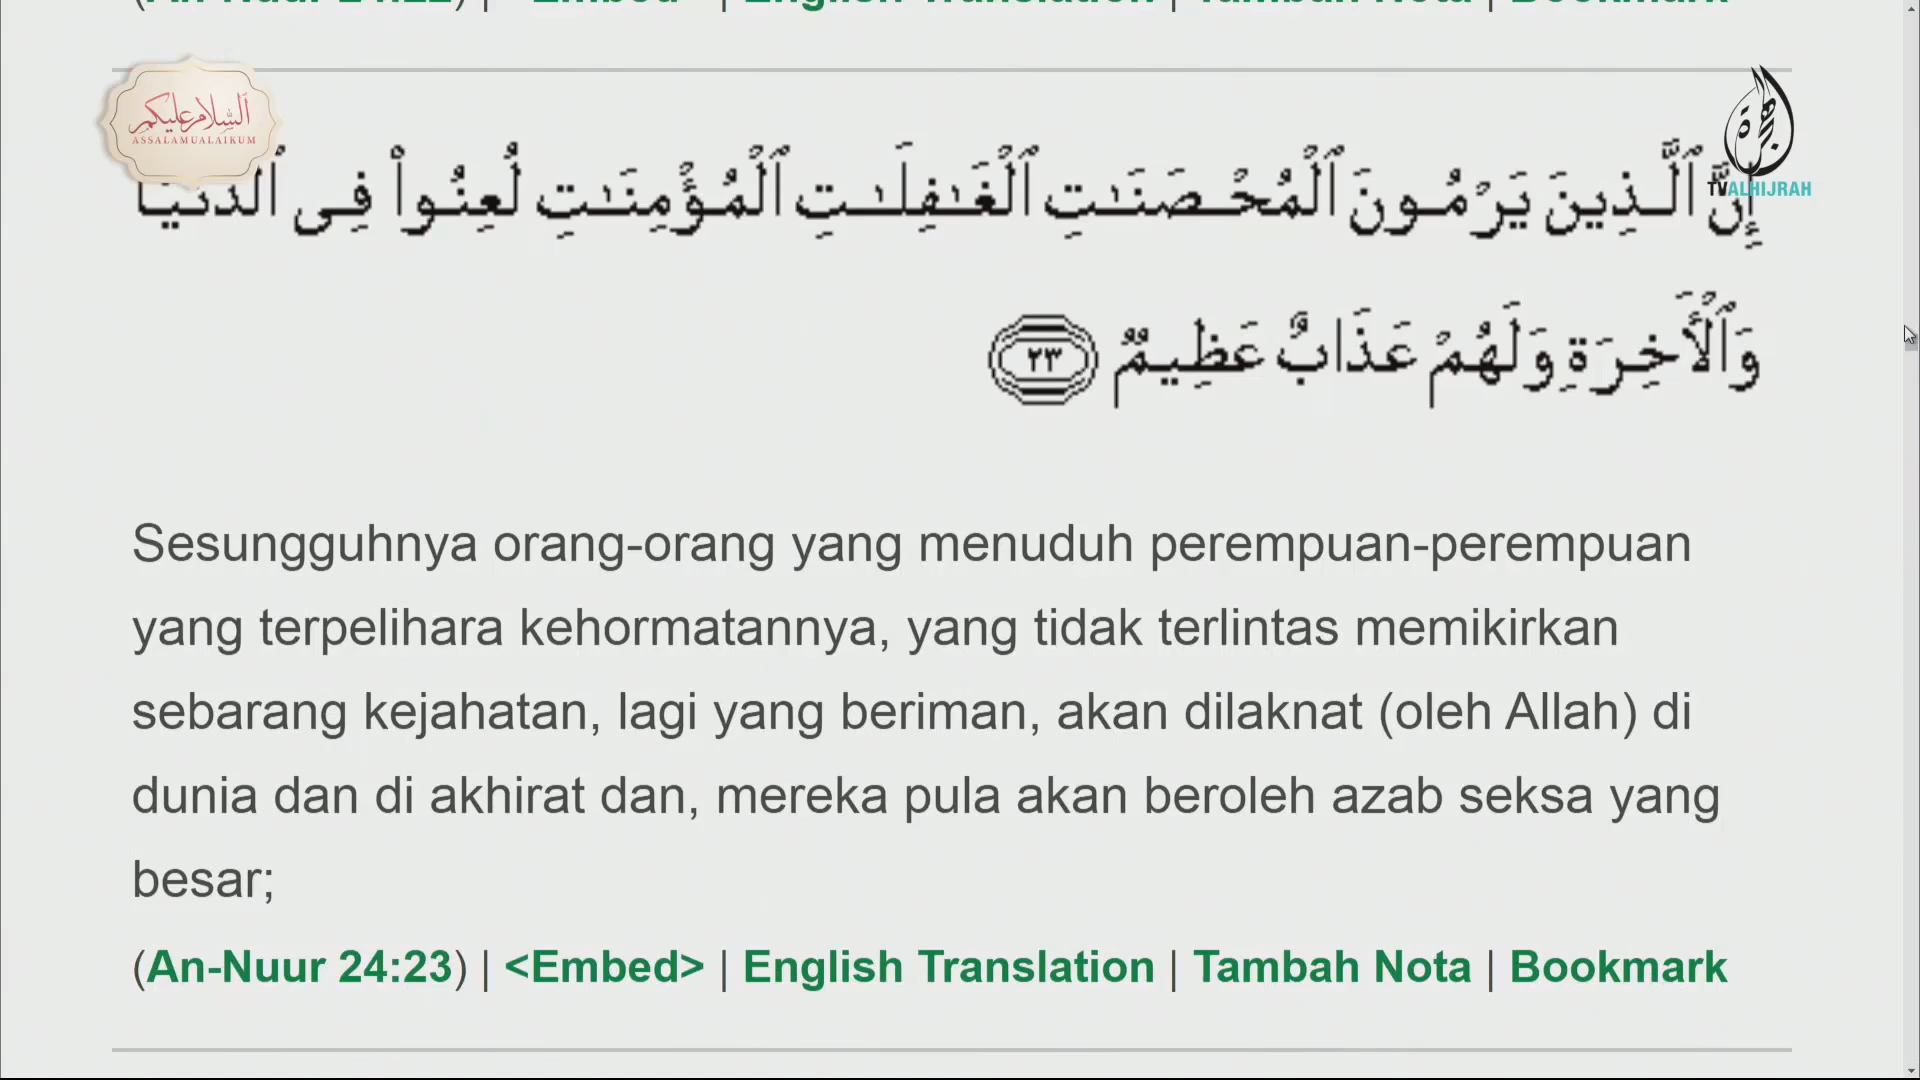 السلام عليكم
ASSALAMUALAIKUM
TVALHIJRAH
إِنَّ ٱلَّذِينَ يَرْمُونَ ٱلْمُحْصَنَـٰتِ ٱلْغَـٰفِلَـٰتِ ٱلْمُؤْمِنَـٰتِ لُعِنُوا۟ فِى ٱلدُّنْيَا
وَٱلْـَٔاخِرَةِ وَلَهُمْ عَذَابٌ عَظِيمٌ ٢٣
Sesungguhnya orang-orang yang menuduh perempuan-perempuan
yang terpelihara kehormatannya, yang tidak terlintas memikirkan
sebarang kejahatan, lagi yang beriman, akan dilaknat (oleh Allah) di
dunia dan di akhirat dan, mereka pula akan beroleh azab seksa yang
besar;
(An-Nuur 24:23) | <Embed> | English Translation | Tambah Nota | Bookmark